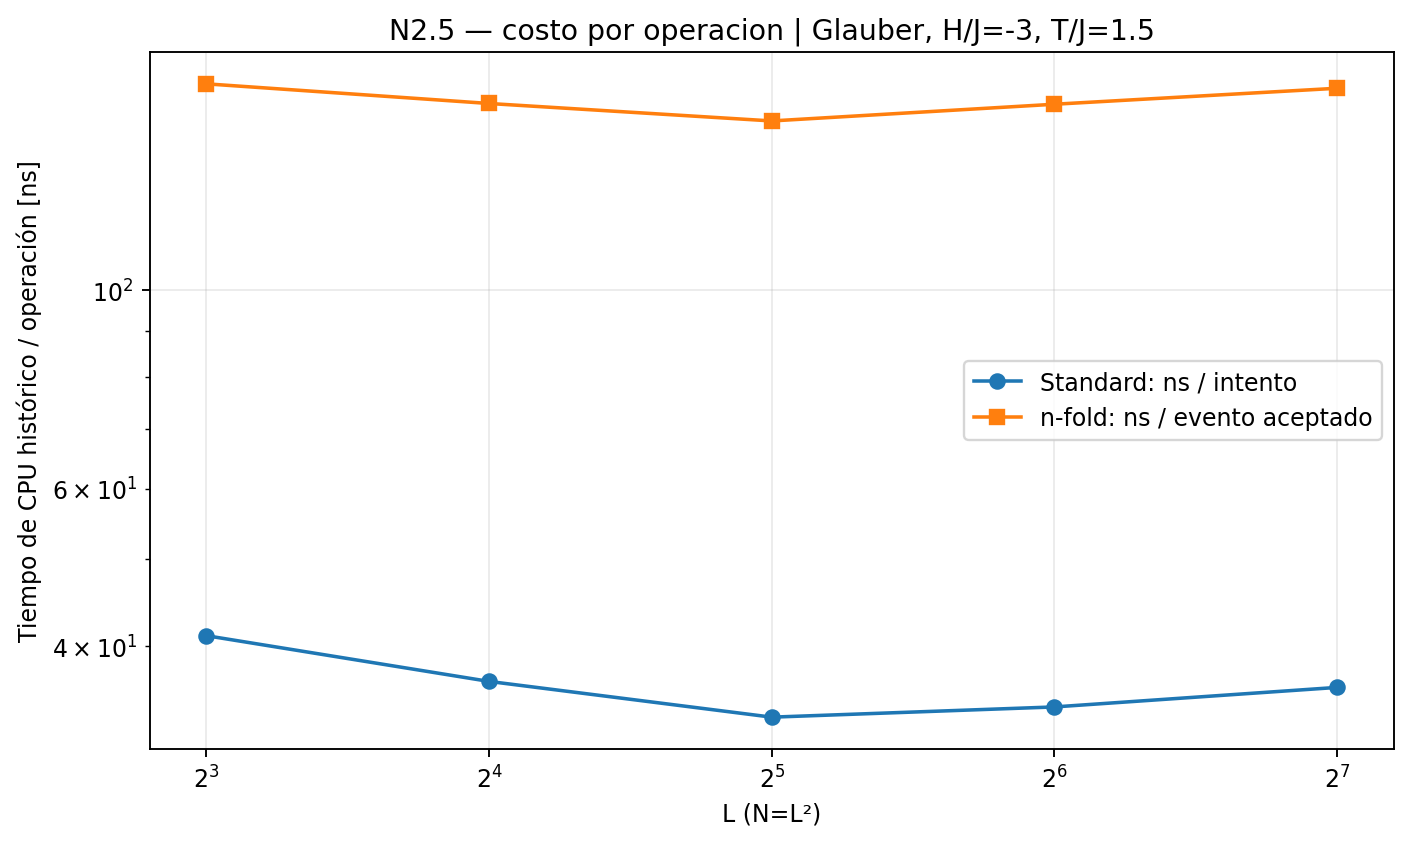 N2.5 — costo por operacion | Glauber, H/J=-3, T/J=1.5
Tiempo de CPU histórico / operación [ns]
10²
6 × 10¹
4 × 10¹
Standard: ns / intento
n-fold: ns / evento aceptado
2³
2⁴
2⁵
2⁶
2⁷
L (N=L²)